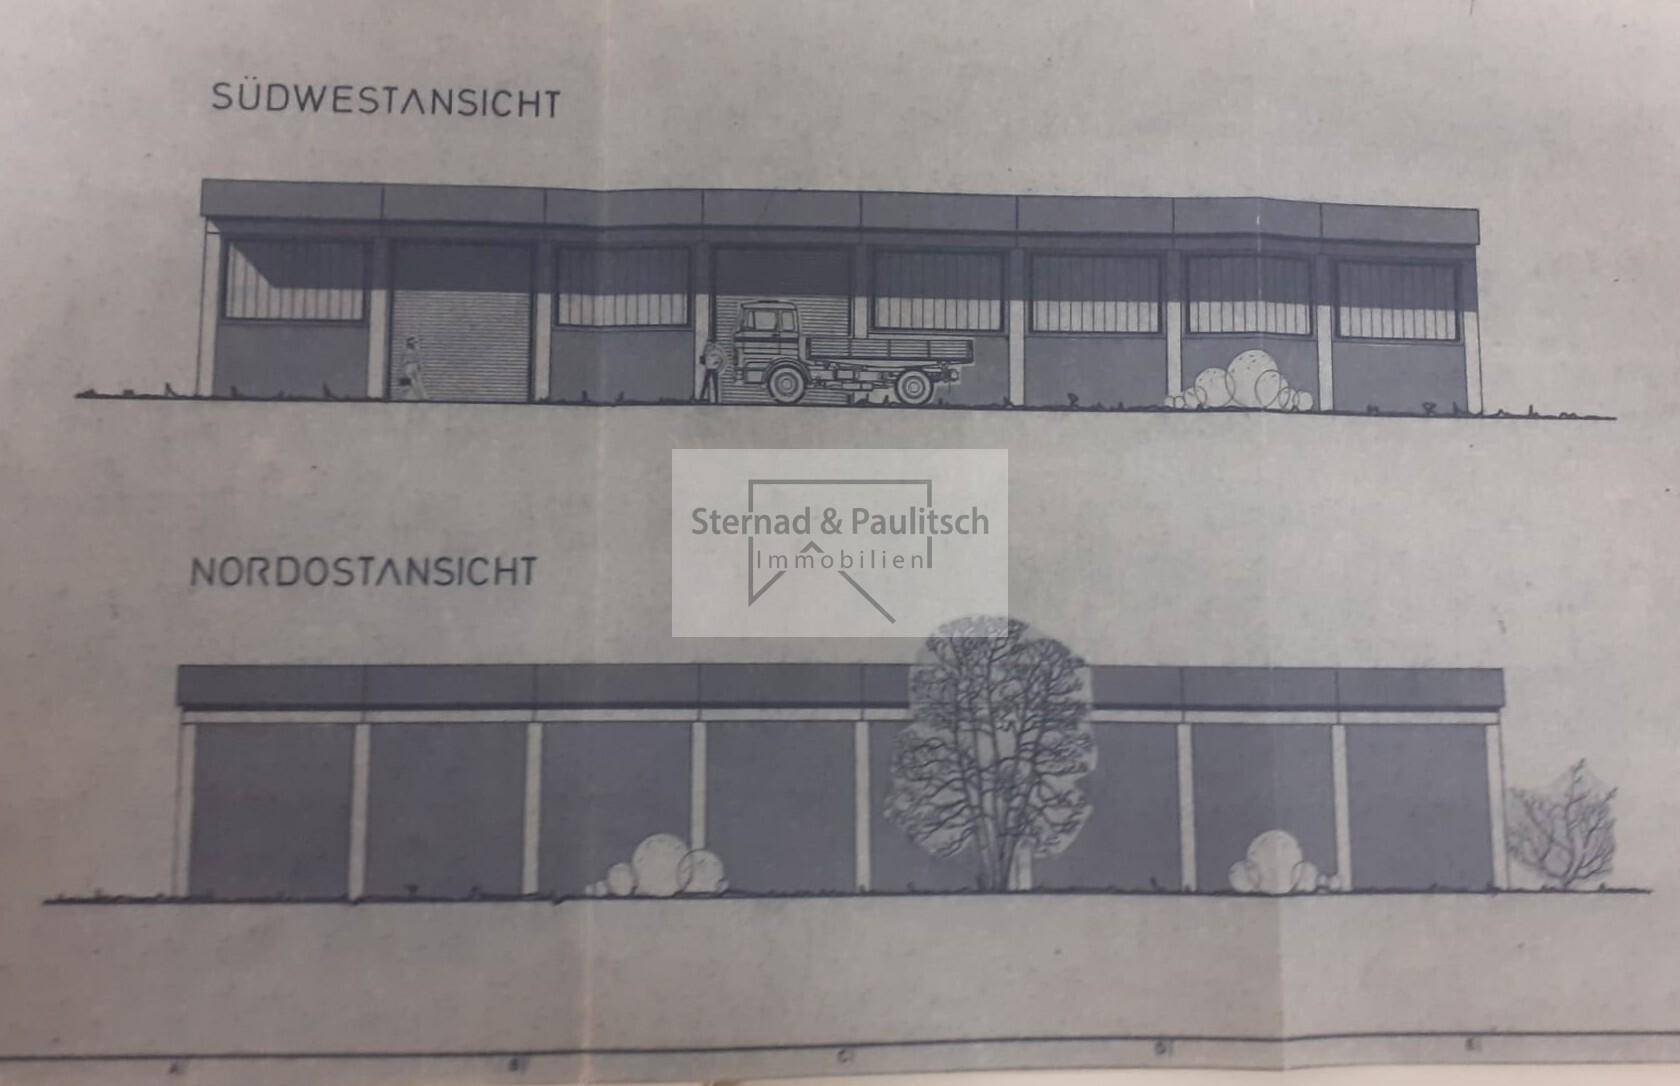 SÜDWESTANSICHT
Sternad & Paulitsch
Immobilien
NORDOSTANSICHT